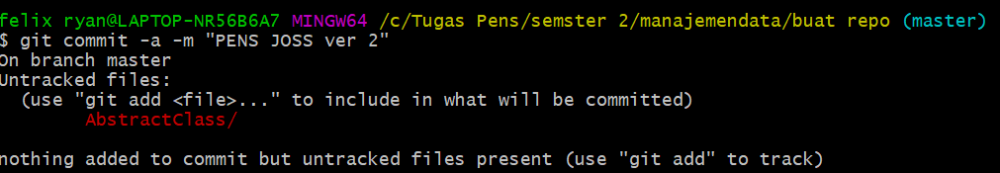 felix ryan@LAPTOP-NR56B6A7 MINGW64 /c/Tugas Pens/semster 2/manajemendata/buat repo (master)
$ git commit -a -m "PENS JOSS ver 2"
On branch master
Untracked files:
  (use "git add <file>..." to include in what will be committed)
        AbstractClass/

nothing added to commit but untracked files present (use "git add" to track)